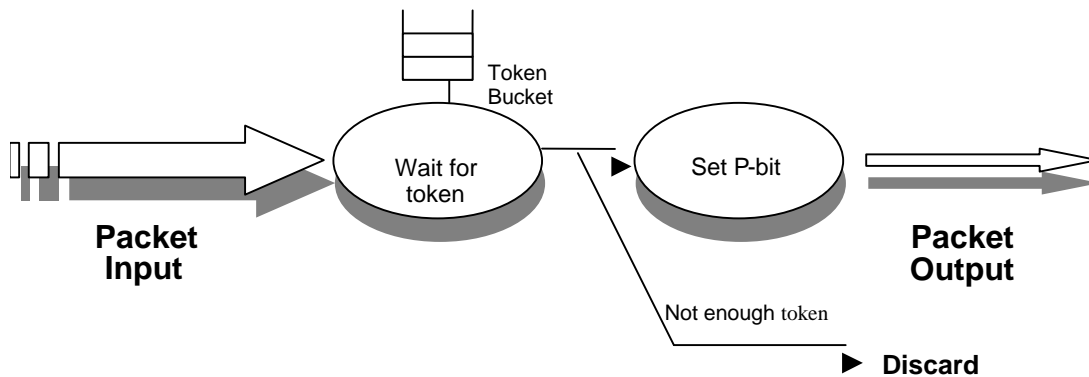 Token
Bucket
Wait for
token
Set P-bit
Packet
Input
Packet
Output
Not enough token
Discard